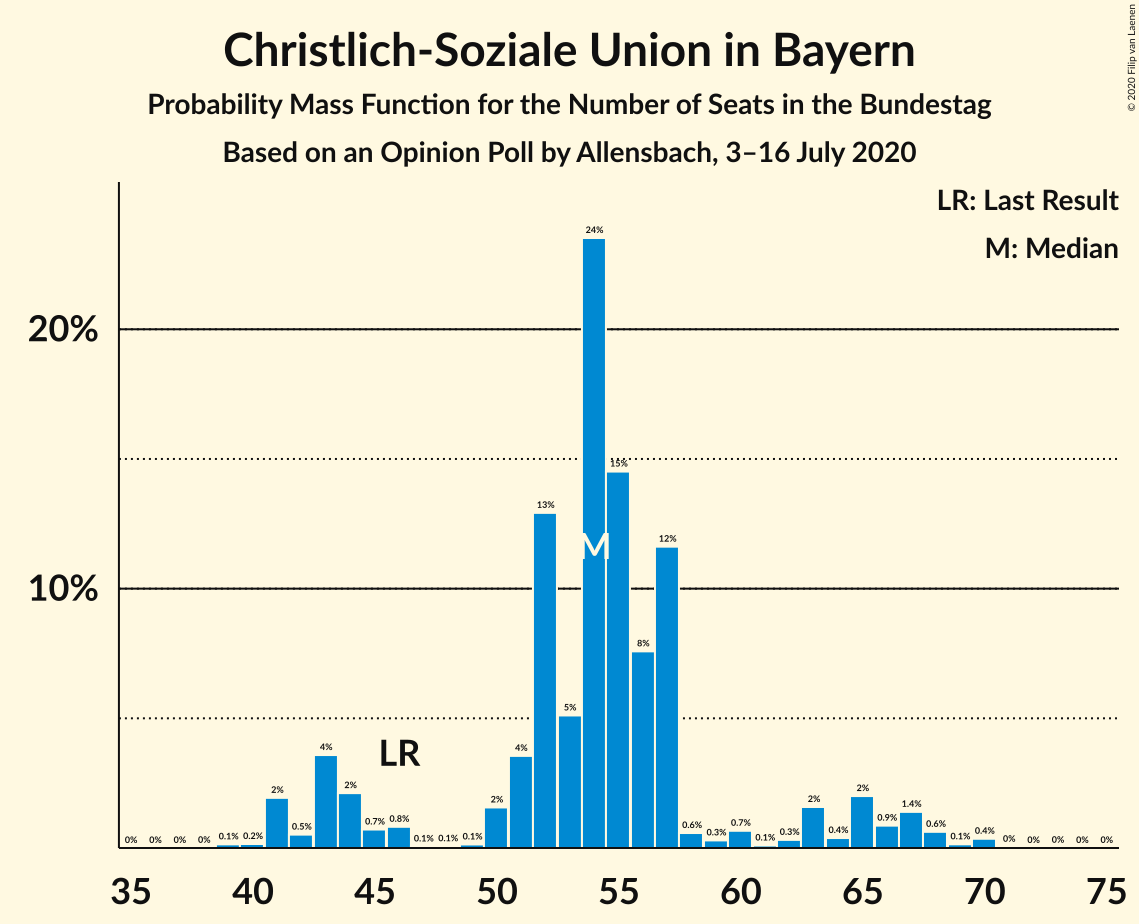 Christlich-Soziale Union in Bayern
Probability Mass Function for the Number of Seats in the Bundestag
Based on an Opinion Poll by Allensbach, 3–16 July 2020
© 2020 Filip van Laenen
LR: Last Result
M: Median
20%
10%
0% 0% 0% 0% 0.1% 0.2% 2% 0.5% 4% 2% 0.7% 0.8% 0.1% 0.1% 0.1% 2% 4% 13% 5% 24% 15% 8% 12% 0.6% 0.3% 0.7% 0.1% 0.3% 2% 0.4% 2% 0.9% 1.4% 0.6% 0.1% 0.4% 0% 0% 0% 0% 0%
LR
M
35 40 45 50 55 60 65 70 75